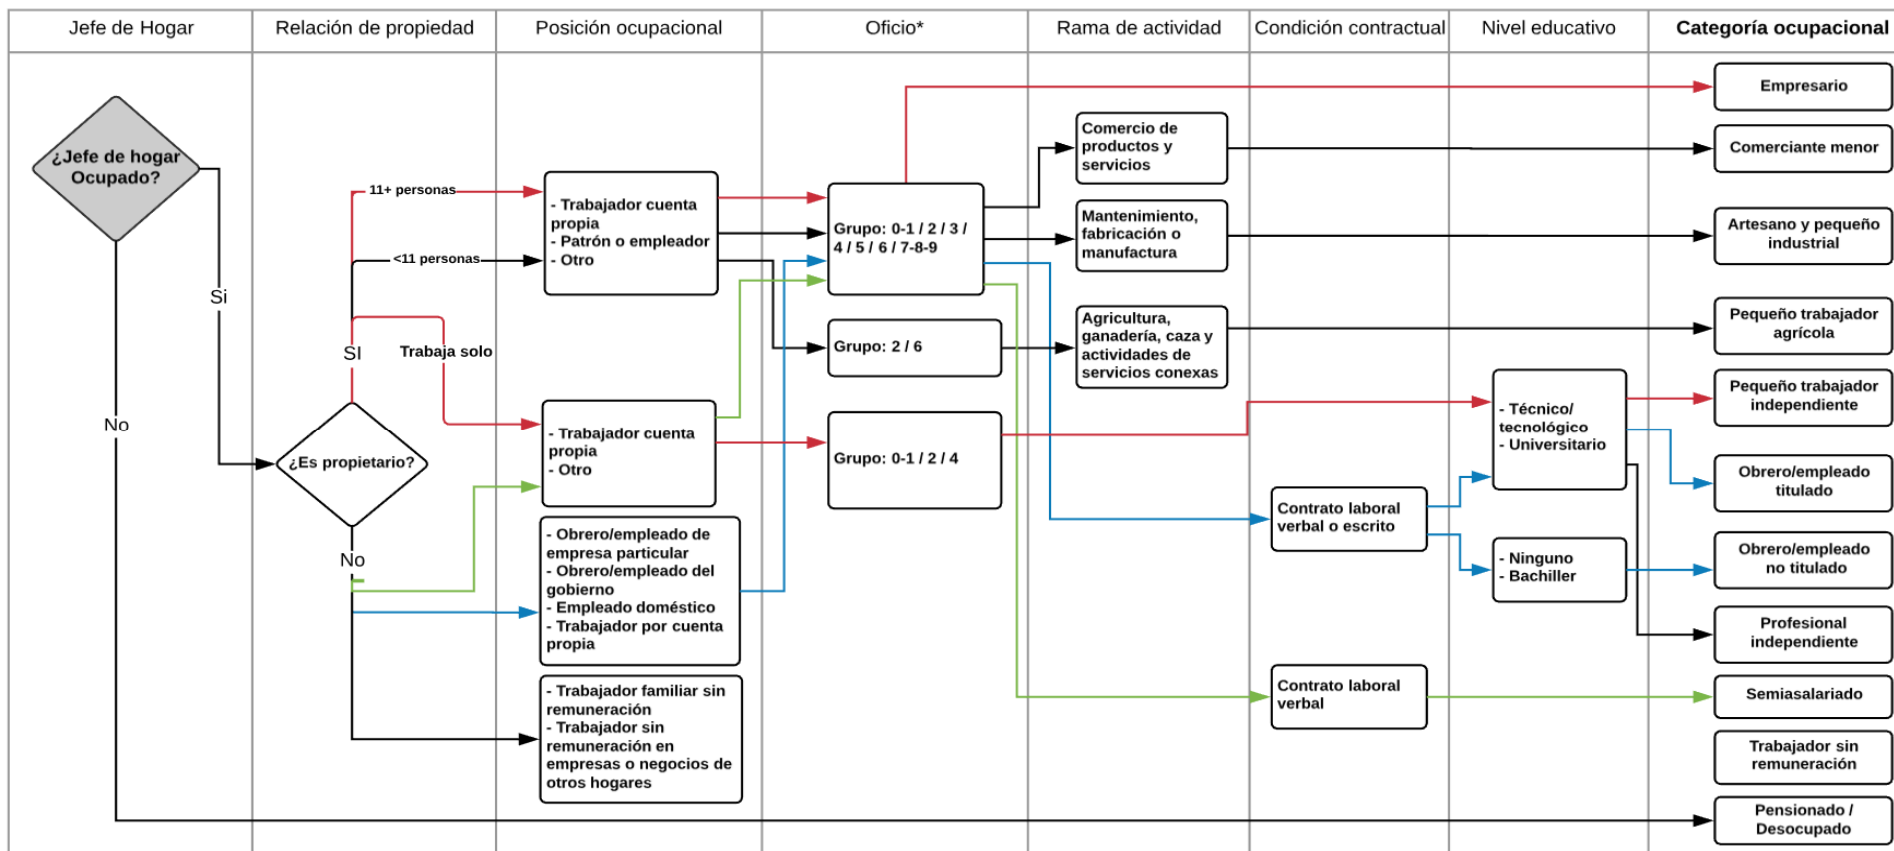 Jefe de Hogar
Relación de propiedad
Posición ocupacional
Oficio*
Rama de actividad
Condición contractual
Nivel educativo
Categoría ocupacional
¿Jefe de hogar
Ocupado?
Si
No
¿Es propietario?
SI
No
11+ personas
<11 personas
Trabaja solo
- Trabajador cuenta
propia
- Patrón o empleador
- Otro
- Trabajador cuenta
propia
- Otro
- Obrero/empleado de
empresa particular
- Obrero/empleado del
gobierno
- Empleado doméstico
- Trabajador por cuenta
propia
- Trabajador familiar sin
remuneración
- Trabajador sin
remuneración en
empresas o negocios de
otros hogares
Grupo: 0-1 / 2 / 3 /
4 / 5 / 6 / 7-8-9
Grupo: 2 / 6
Grupo: 0-1 / 2 / 4
Comercio de
productos y
servicios
Mantenimiento,
fabricación o
manufactura
Agricultura,
ganadería, caza y
actividades de
servicios conexas
Contrato laboral
verbal o escrito
Contrato laboral
verbal
- Técnico/
tecnológico
- Universitario
- Ninguno
- Bachiller
Empresario
Comerciante menor
Artesano y pequeño
industrial
Pequeño trabajador
agrícola
Pequeño trabajador
independiente
Obrero/empleado
titulado
Obrero/empleado
no titulado
Profesional
independiente
Semiasalariado
Trabajador sin
remuneración
Pensionado /
Desocupado